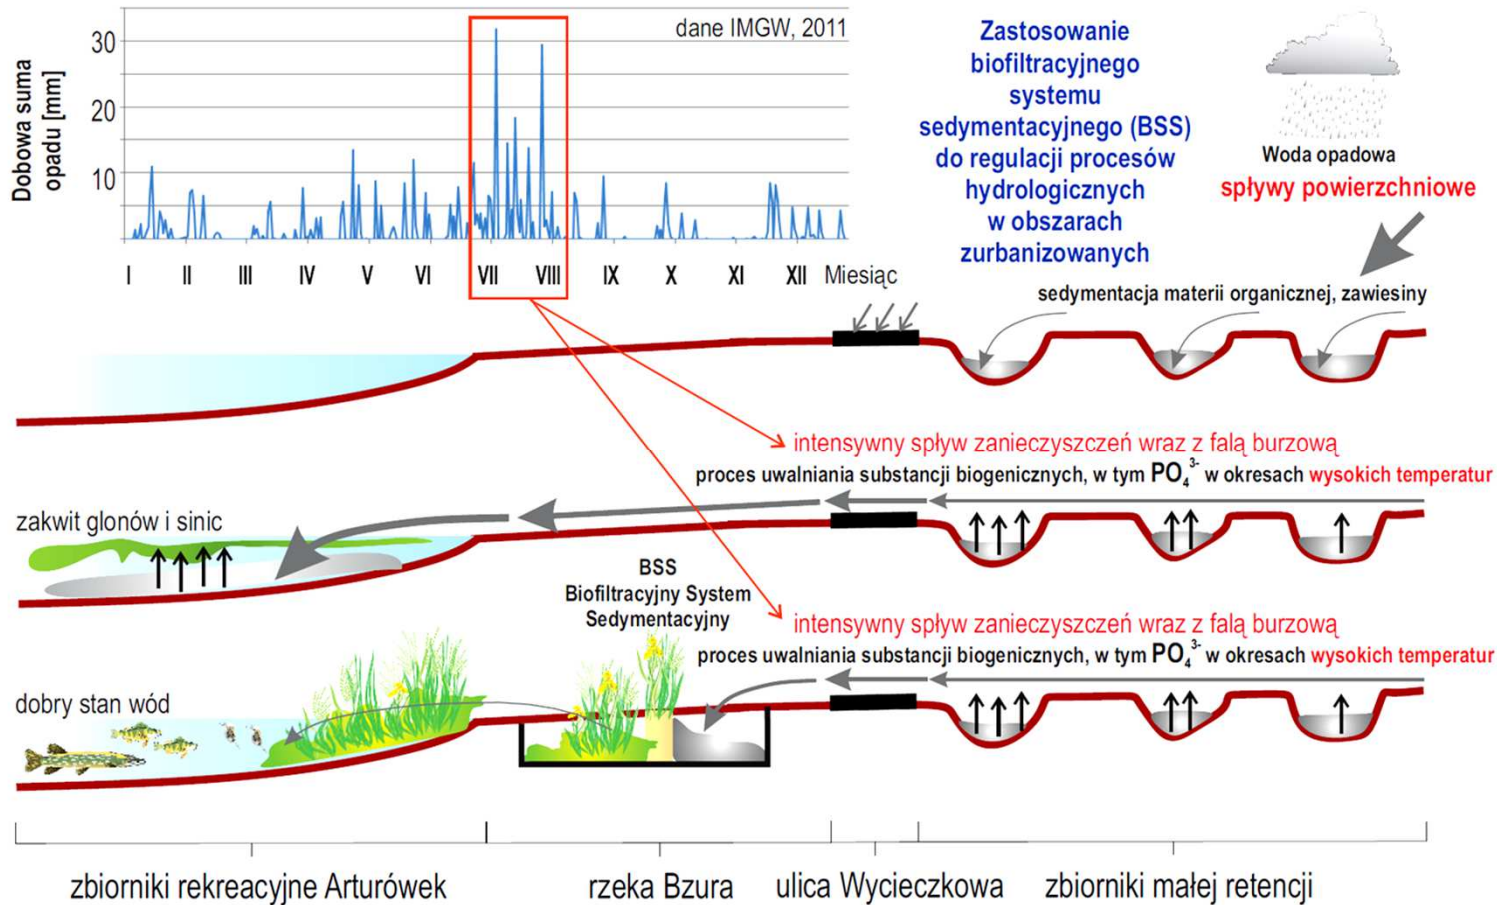 dane IMGW, 2011
Dobowa suma
opadu [mm]
30
20
10
I II III IV V VI VII VIII IX X XI XII Miesiąc
Zastosowanie
biofiltracyjnego
systemu
sedymentacyjnego (BSS)
do regulacji procesów
hydrologicznych
w obszarach
zurbanizowanych
Woda opadowa
spływy powierzchniowe
sedymentacja materii organicznej, zawiesiny
intensywny spływ zanieczyszczeń wraz z falą burzową
proces uwalniania substancji biogenicznych, w tym PO₄³⁻ w okresach wysokich temperatur
zakwit glonów i sinic
BSS
Biofiltracyjny System
Sedymentacyjny
intensywny spływ zanieczyszczeń wraz z falą burzową
proces uwalniania substancji biogenicznych, w tym PO₄³⁻ w okresach wysokich temperatur
dobry stan wód
zbiorniki rekreacyjne Arturówek
rzeka Bzura
ulica Wycieczkowa
zbiorniki małej retencji